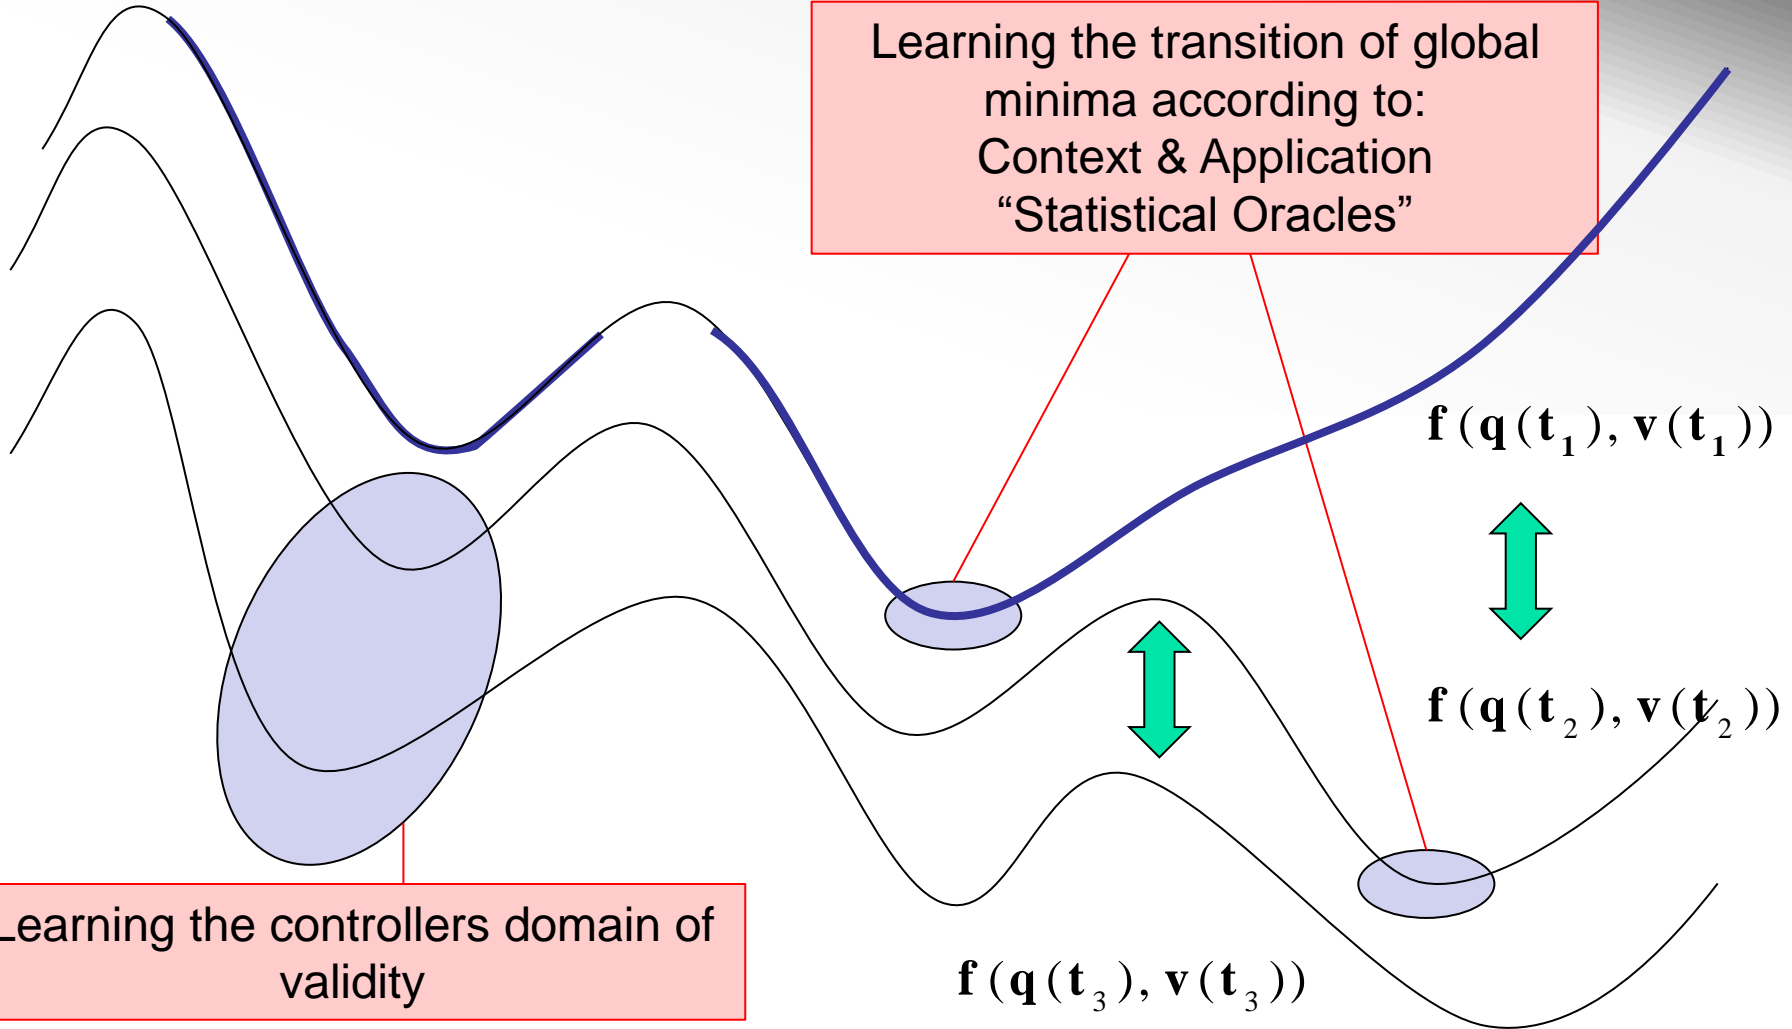 Learning the transition of global
minima according to:
Context & Application
“Statistical Oracles”
f(q(t₁), v(t₁))
f(q(t₂), v(t₂))
Learning the controllers domain of
validity
f(q(t₃), v(t₃))